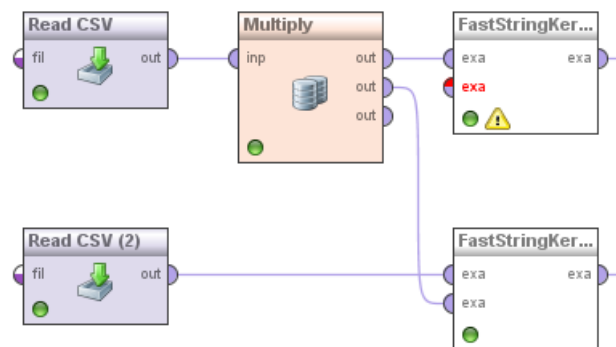 Read CSV
fil
out
Multiply
inp
out
out
out
FastStringKer...
exa
exa
exa
Read CSV (2)
fil
out
FastStringKer...
exa
exa
exa